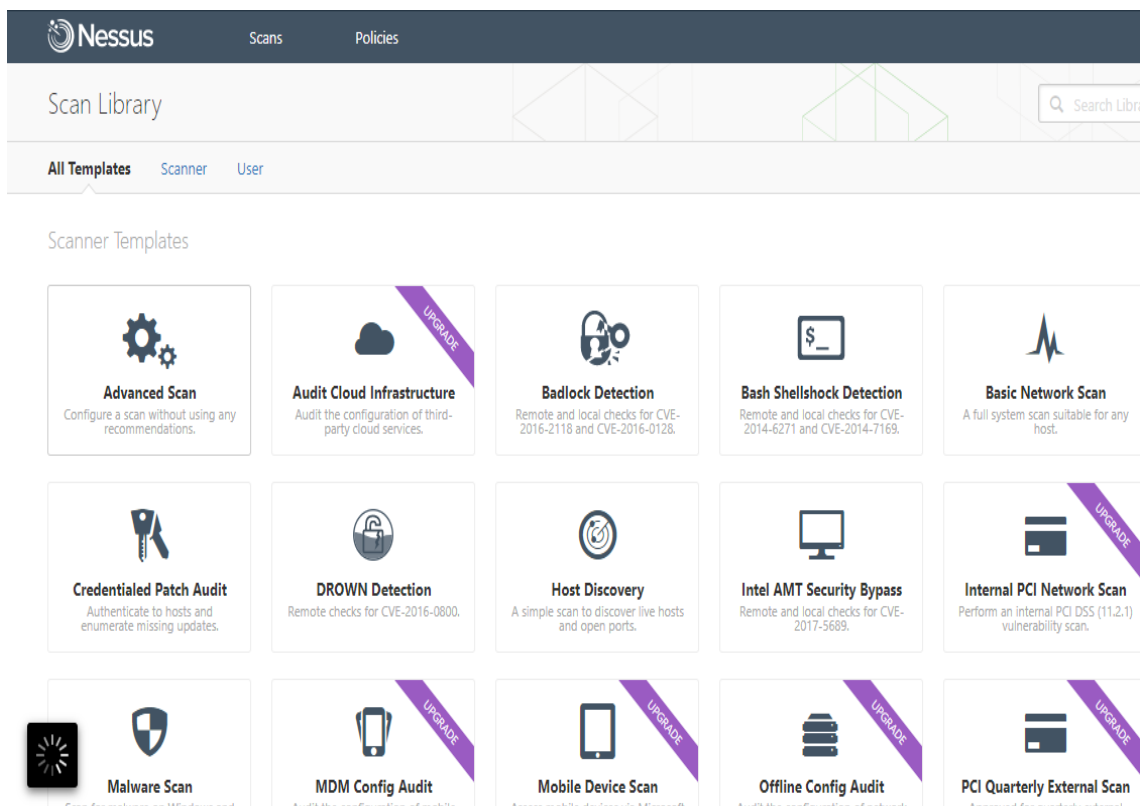 Nessus Scans Policies
Scan Library
Search Libra
All Templates Scanner User
Scanner Templates
UPGRADE
$_
Advanced Scan
Configure a scan without using any
recommendations.
Audit Cloud Infrastructure
Audit the configuration of third-
party cloud services.
Badlock Detection
Remote and local checks for CVE-
2016-2118 and CVE-2016-0128.
Bash Shellshock Detection
Remote and local checks for CVE-
2014-6271 and CVE-2014-7169.
Basic Network Scan
A full system scan suitable for any
host.
UPGRADE
Credentialed Patch Audit
Authenticate to hosts and
enumerate missing updates.
DROWN Detection
Remote checks for CVE-2016-0800.
Host Discovery
A simple scan to discover live hosts
and open ports.
Intel AMT Security Bypass
Remote and local checks for CVE-
2017-5689.
Internal PCI Network Scan
Perform an internal PCI DSS (11.2.1)
vulnerability scan.
UPGRADE
UPGRADE
UPGRADE
UPGRADE
Malware Scan
MDM Config Audit
Mobile Device Scan
Offline Config Audit
PCI Quarterly External Scan